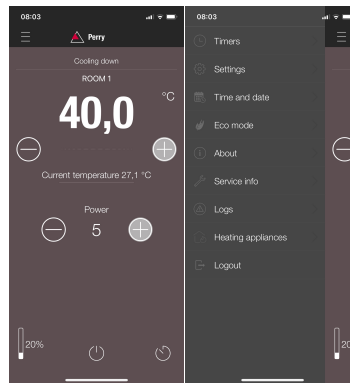 08:03
Perry
Cooling down
ROOM 1
40,0 °C
Current temperature 27,1 °C
Power
5
20%
08:03
Timers
Settings
Time and date
Eco mode
About
Service info
Logs
Heating appliances
Logout
20